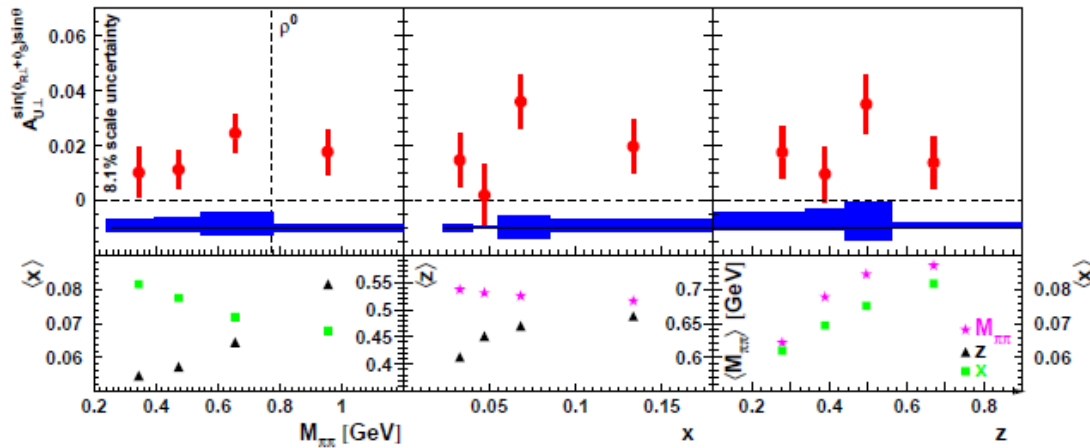 0.06
0.04
0.02
0
A_{U⊥}^{sin(ϕ_{R⊥}+ϕ_S)sinθ}
8.1% scale uncertainty
ρ⁰
⟨x⟩
0.08
0.07
0.06
0.55
0.5
0.45
0.4
⟨z⟩
⟨M_{ππ}⟩ [GeV]
0.7
0.65
0.6
⟨x⟩
0.08
0.07
0.06
M_{ππ}
z
x
0.2 0.4 0.6 0.8 1
0.05 0.1 0.15
0.2 0.4 0.6 0.8
M_{ππ} [GeV]
x
z